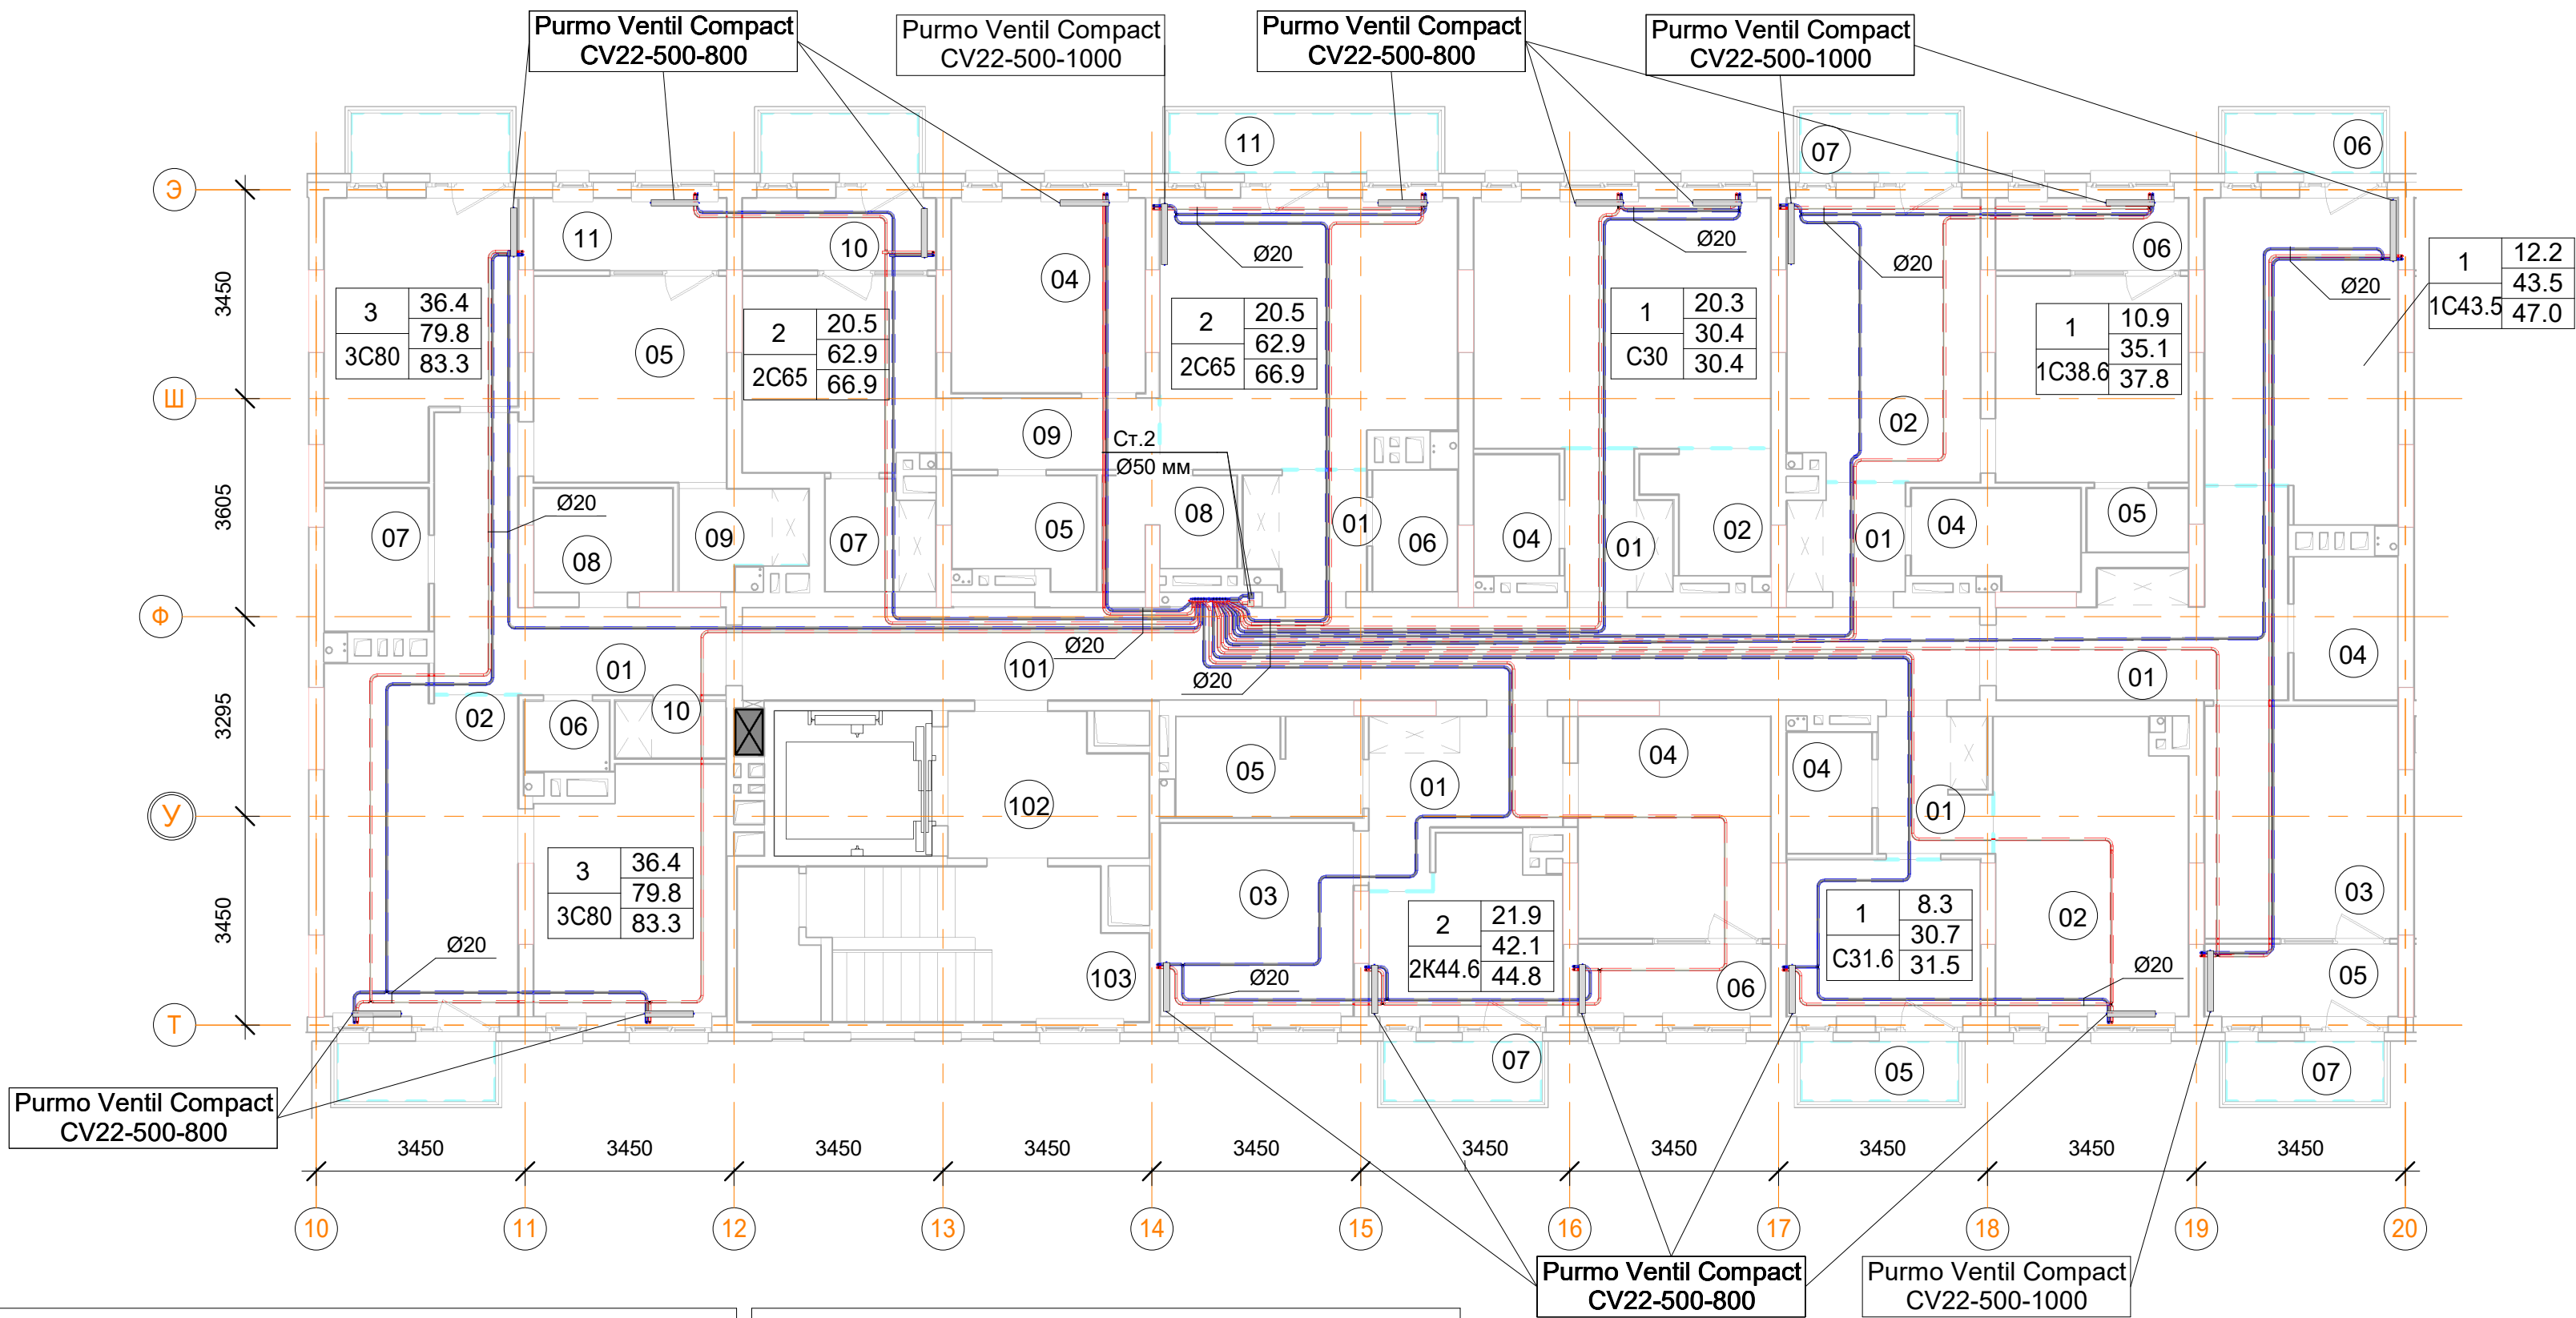 Purmo Ventil Compact
CV22-500-800
Purmo Ventil Compact
CV22-500-1000
Purmo Ventil Compact
CV22-500-800
Purmo Ventil Compact
CV22-500-1000
11
07
06
Э
11
10
04
Ø20
Ø20
Ø20
06
Ø20
1
12.2
1С43.5
43.5
47.0
3450
3
36.4
3С80
79.8
83.3
05
2
20.5
2С65
62.9
66.9
2
20.5
2С65
62.9
66.9
1
20.3
С30
30.4
30.4
1
10.9
1С38.6
35.1
37.8
Ш
09
Ст.2
Ø50 мм
02
3605
07
Ø20
08
09
07
05
08
01
06
04
01
02
01
04
05
Ф
Ø20
Ø20
01
101
01
04
3295
02
06
10
102
05
01
04
04
01
У
3450
3
36.4
3С80
79.8
83.3
Ø20
103
03
Ø20
2
21.9
2К44.6
42.1
44.8
06
1
8.3
С31.6
30.7
31.5
02
Ø20
03
05
Т
07
05
07
Purmo Ventil Compact
CV22-500-800
3450
3450
3450
3450
3450
3450
3450
3450
3450
3450
10
11
12
13
14
15
16
17
18
19
20
Purmo Ventil Compact
CV22-500-800
Purmo Ventil Compact
CV22-500-1000